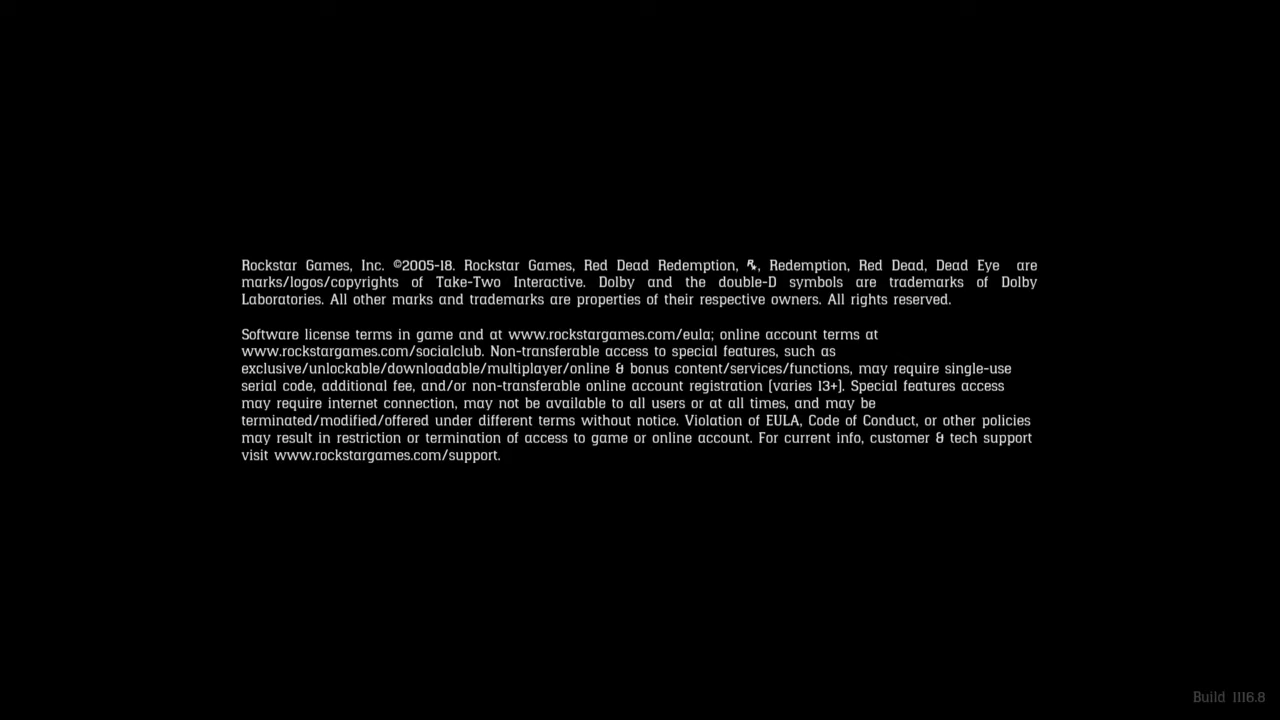 Rockstar Games, Inc. ©2005-18. Rockstar Games, Red Dead Redemption, , Redemption, Red Dead, Dead Eye are
marks/logos/copyrights of Take-Two Interactive. Dolby and the double-D symbols are trademarks of Dolby
Laboratories. All other marks and trademarks are properties of their respective owners. All rights reserved.
Software license terms in game and at www.rockstargames.com/eula; online account terms at
www.rockstargames.com/socialclub. Non-transferable access to special features, such as
exclusive/unlockable/downloadable/multiplayer/online & bonus content/services/functions, may require single-use
serial code, additional fee, and/or non-transferable online account registration (varies 13+). Special features access
may require internet connection, may not be available to all users or at all times, and may be
terminated/modified/offered under different terms without notice. Violation of EULA, Code of Conduct, or other policies
may result in restriction or termination of access to game or online account. For current info, customer & tech support
visit www.rockstargames.com/support.
Build 1116.8